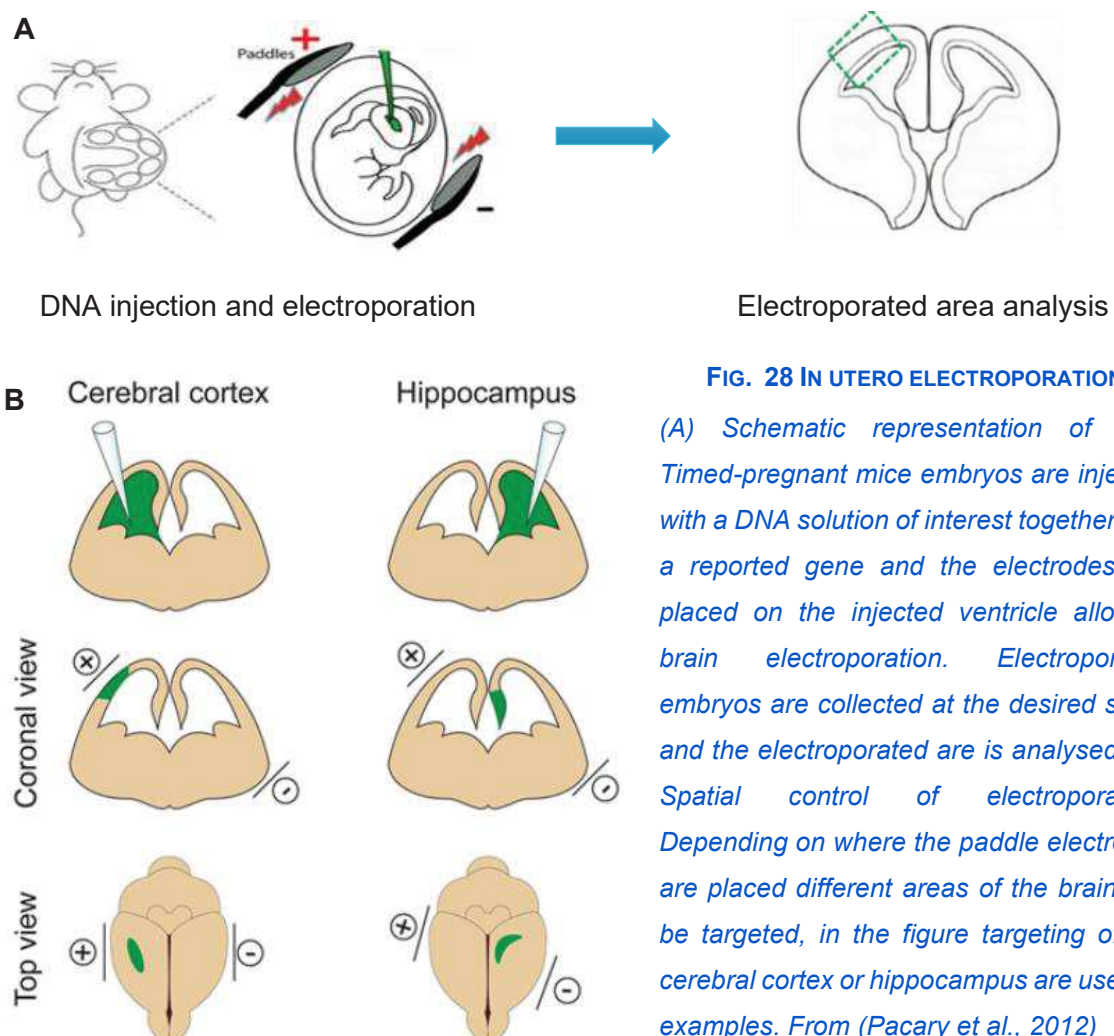 A
Paddles +
-
DNA injection and electroporation
Electroporated area analysis
B
Cerebral cortex
Hippocampus
Coronal view
+
-
+
-
Top view
+
-
+
-
FIG. 28 IN UTERO ELECTROPORATION
(A) Schematic representation of
Timed-pregnant mice embryos are inje
with a DNA solution of interest together
a reported gene and the electrodes
placed on the injected ventricle allo
brain electroporation. Electropor
embryos are collected at the desired s
and the electroporated are is analysed
Spatial control of electropora
Depending on where the paddle electro
are placed different areas of the brain
be targeted, in the figure targeting o
cerebral cortex or hippocampus are use
examples. From (Pacary et al., 2012)